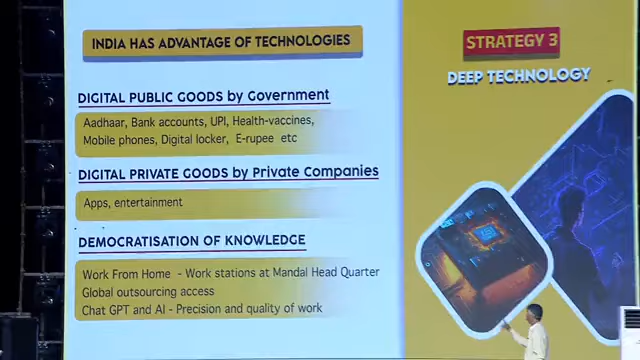 INDIA HAS ADVANTAGE OF TECHNOLOGIES
DIGITAL PUBLIC GOODS by Government
Aadhaar, Bank accounts, UPI, Health-vaccines,
Mobile phones, Digital locker, E-rupee etc
DIGITAL PRIVATE GOODS by Private Companies
Apps, entertainment
DEMOCRATISATION OF KNOWLEDGE
Work From Home - Work stations at Mandal Head Quarter
Global outsourcing access
Chat GPT and AI - Precision and quality of work
STRATEGY 3
DEEP TECHNOLOGY